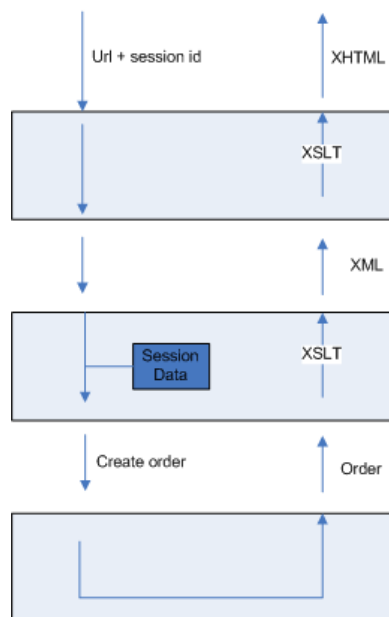 Url + session id
XHTML
XSLT
XML
Session
Data
XSLT
Create order
Order